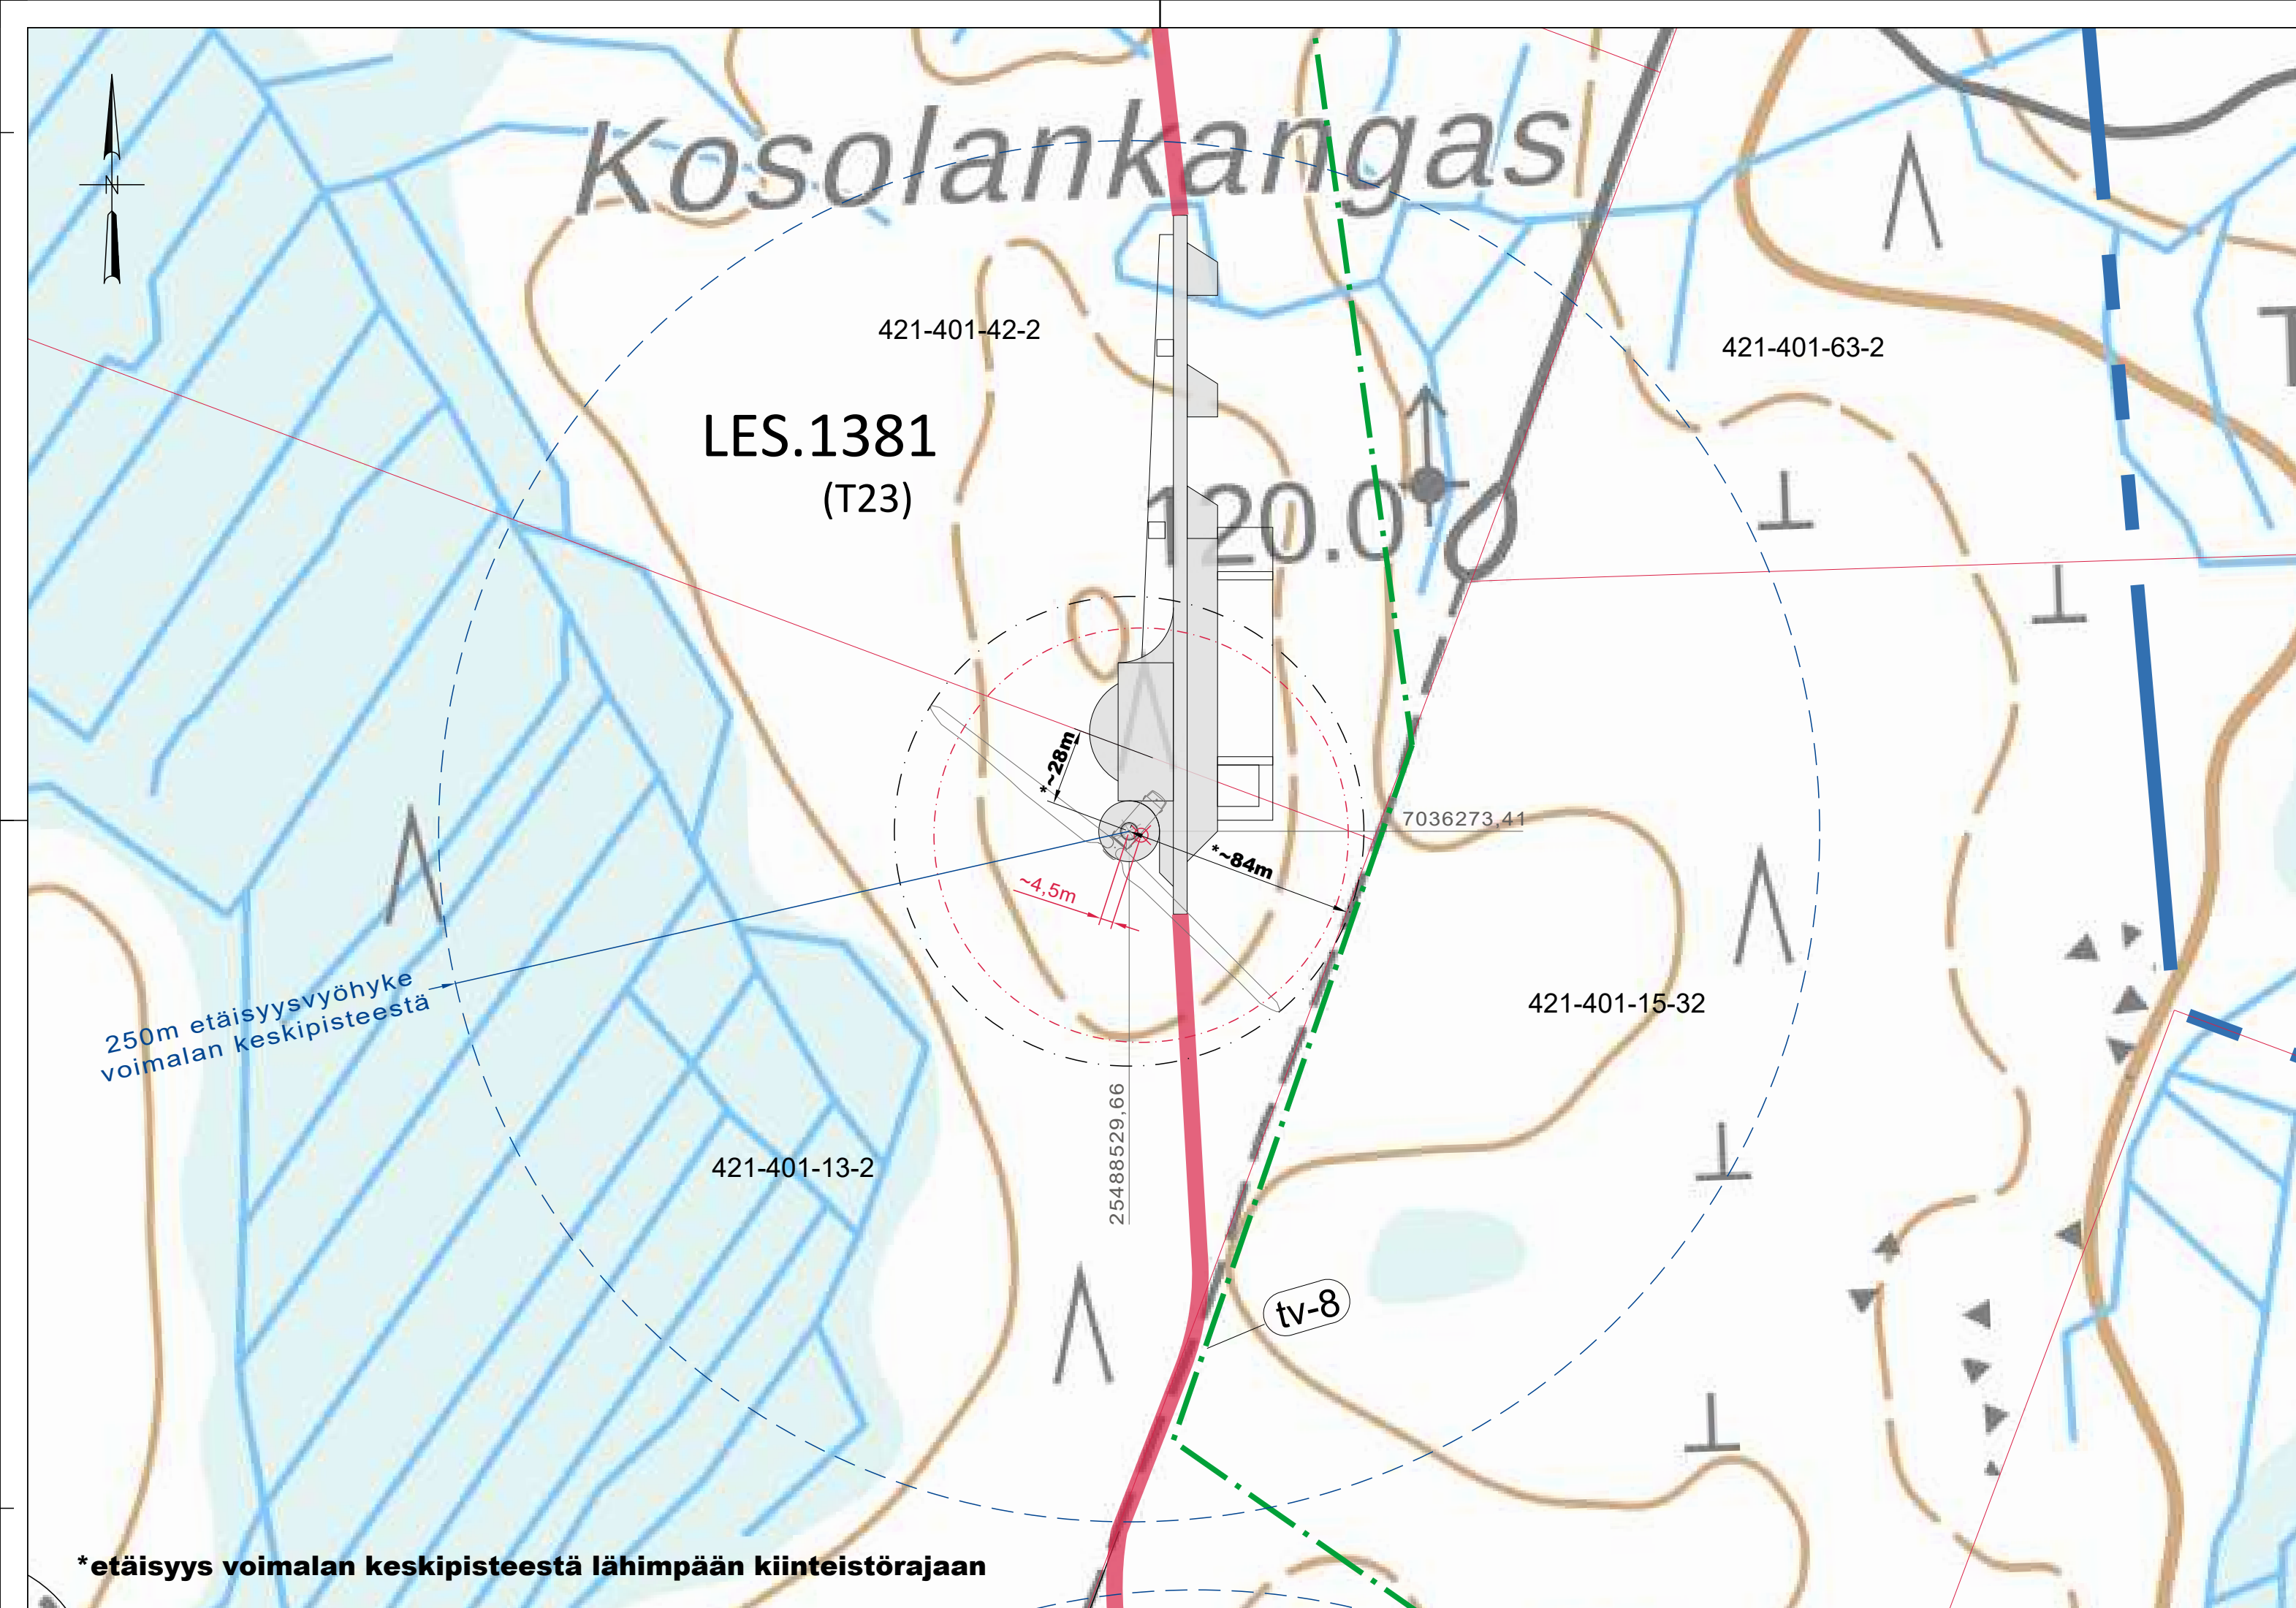 N
Kosolankangas
421-401-42-2
421-401-63-2
LES.1381
(T23)
120.0
*~28m
7036273,41
*~84m
~4,5m
250m etäisyysvyöhyke
voimalan keskipisteestä
421-401-15-32
25488529,66
421-401-13-2
tv-8
*etäisyys voimalan keskipisteestä lähimpään kiinteistörajaan